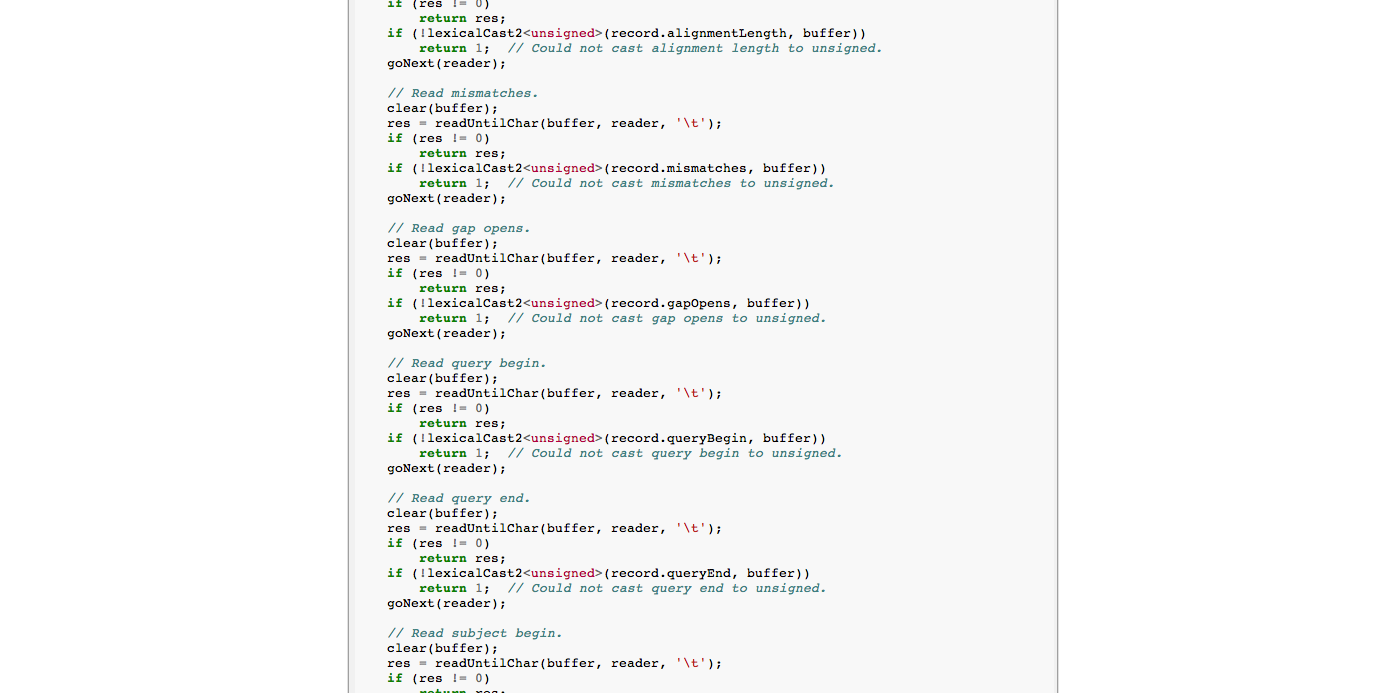 if (res != 0)
return res;
if (!lexicalCast2<unsigned>(record.alignmentLength, buffer))
return 1;  // Could not cast alignment length to unsigned.
goNext(reader);
// Read mismatches.
clear(buffer);
res = readUntilChar(buffer, reader, '\t');
if (res != 0)
return res;
if (!lexicalCast2<unsigned>(record.mismatches, buffer))
return 1;  // Could not cast mismatches to unsigned.
goNext(reader);
// Read gap opens.
clear(buffer);
res = readUntilChar(buffer, reader, '\t');
if (res != 0)
return res;
if (!lexicalCast2<unsigned>(record.gapOpens, buffer))
return 1;  // Could not cast gap opens to unsigned.
goNext(reader);
// Read query begin.
clear(buffer);
res = readUntilChar(buffer, reader, '\t');
if (res != 0)
return res;
if (!lexicalCast2<unsigned>(record.queryBegin, buffer))
return 1;  // Could not cast query begin to unsigned.
goNext(reader);
// Read query end.
clear(buffer);
res = readUntilChar(buffer, reader, '\t');
if (res != 0)
return res;
if (!lexicalCast2<unsigned>(record.queryEnd, buffer))
return 1;  // Could not cast query end to unsigned.
goNext(reader);
// Read subject begin.
clear(buffer);
res = readUntilChar(buffer, reader, '\t');
if (res != 0)
return res;